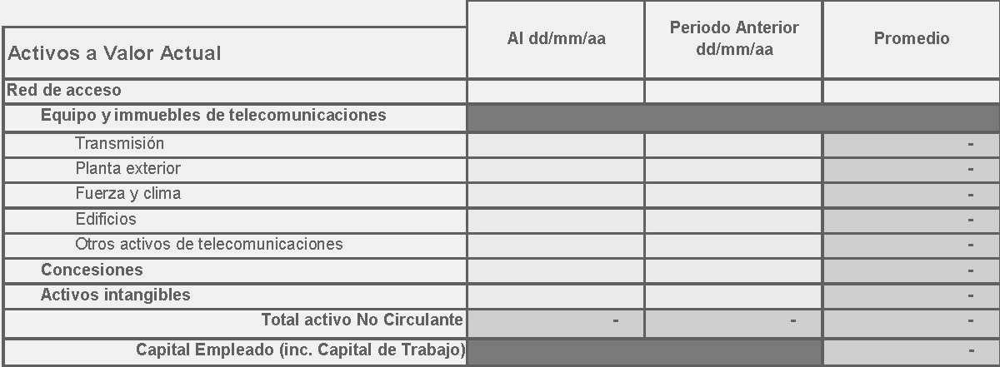 Activos a Valor Actual
Al dd/mm/aa
Periodo Anterior
dd/mm/aa
Promedio
Red de acceso
Equipo y immuebles de telecomunicaciones
Transmisión -
Planta exterior -
Fuerza y clima -
Edificios -
Otros activos de telecomunicaciones -
Concesiones -
Activos intangibles -
Total activo No Circulante - - -
Capital Empleado (inc. Capital de Trabajo) -